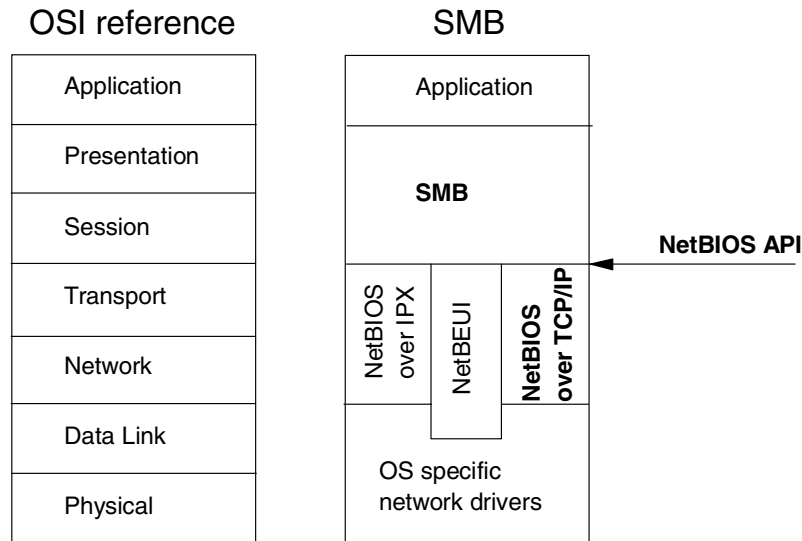 OSI reference
SMB
Application
Presentation
Session
Transport
Network
Data Link
Physical
Application
SMB
NetBIOS API
NetBIOS
over IPX
NetBEUI
NetBIOS
over TCP/IP
OS specific
network drivers